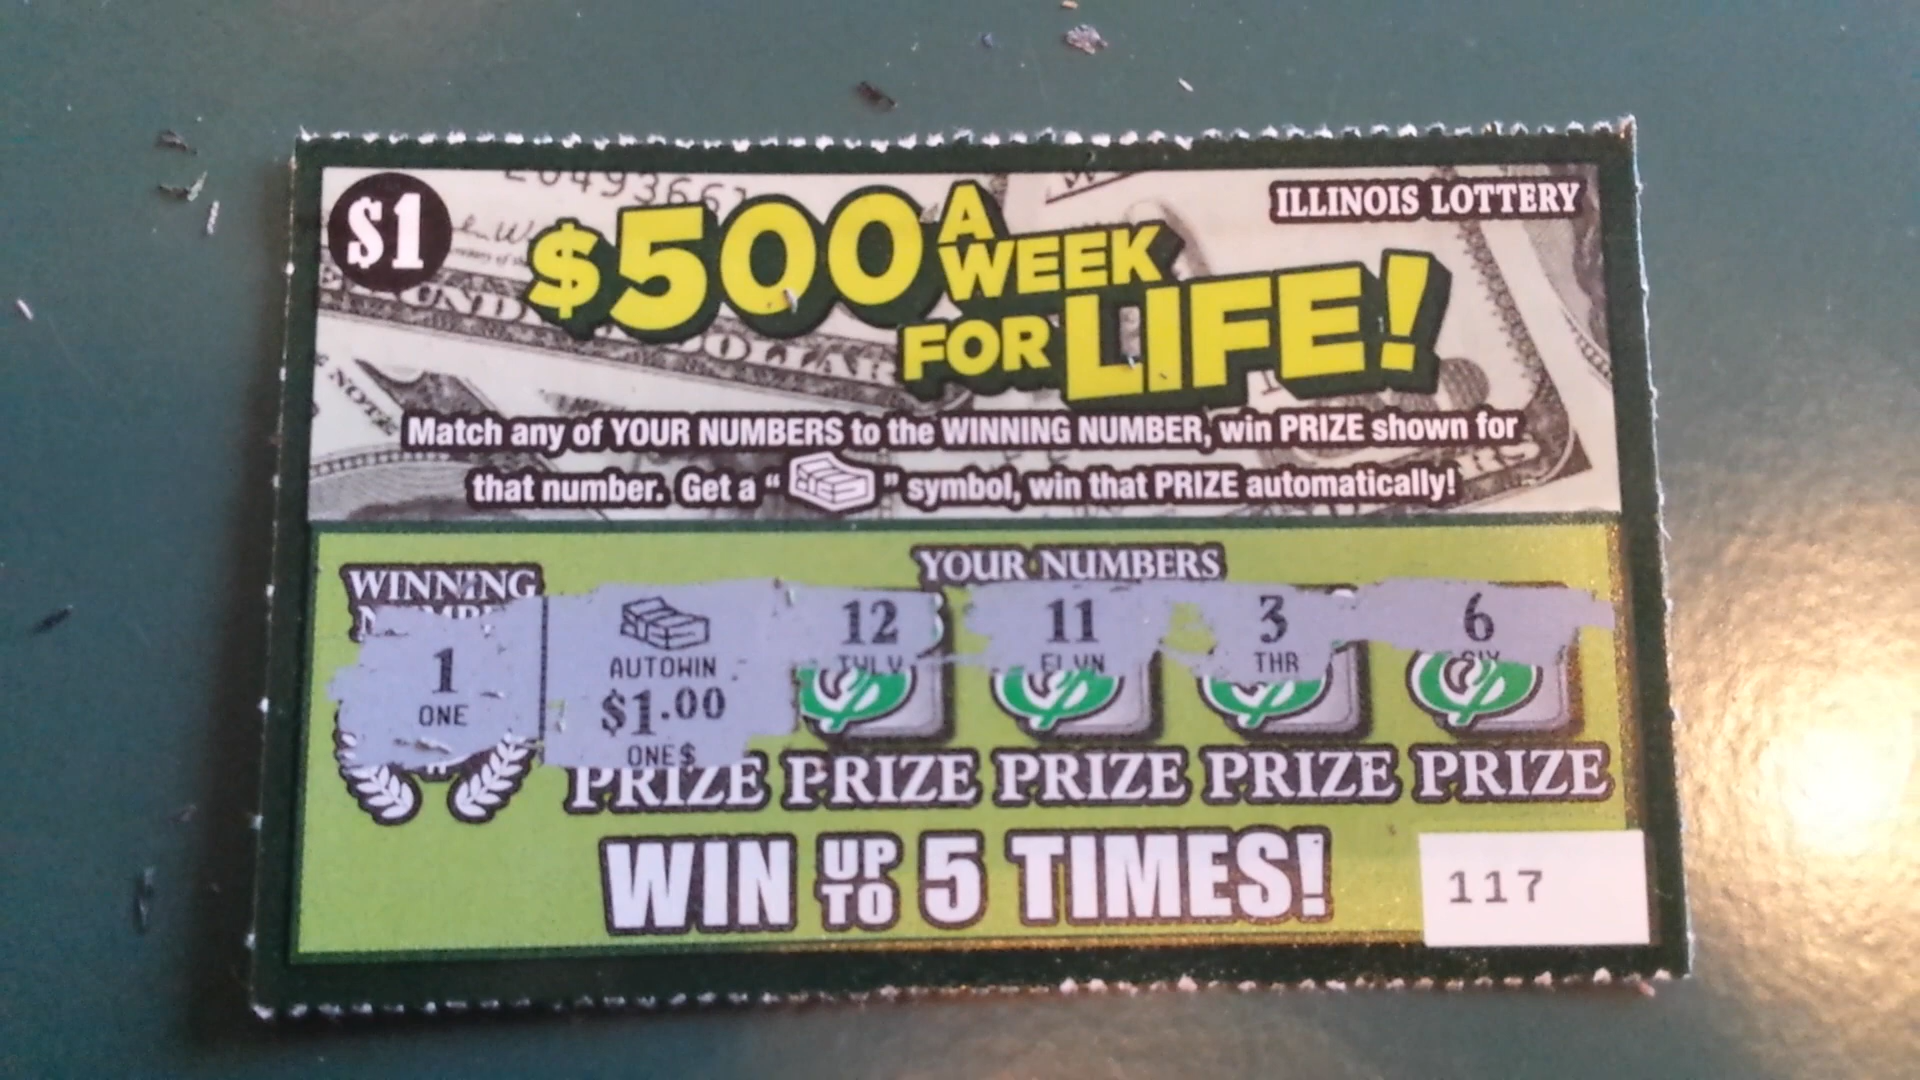 $1
ILLINOIS LOTTERY
$500 A WEEK
FOR LIFE!
Match any of YOUR NUMBERS to the WINNING NUMBER, win PRIZE shown for
that number. Get a " " symbol, win that PRIZE automatically!
YOUR NUMBERS
WINNING
1
ONE
AUTOWIN
$1.00
ONE$
12
11
3
THR
6
PRIZE PRIZE PRIZE PRIZE PRIZE
WIN UP TO 5 TIMES!
117